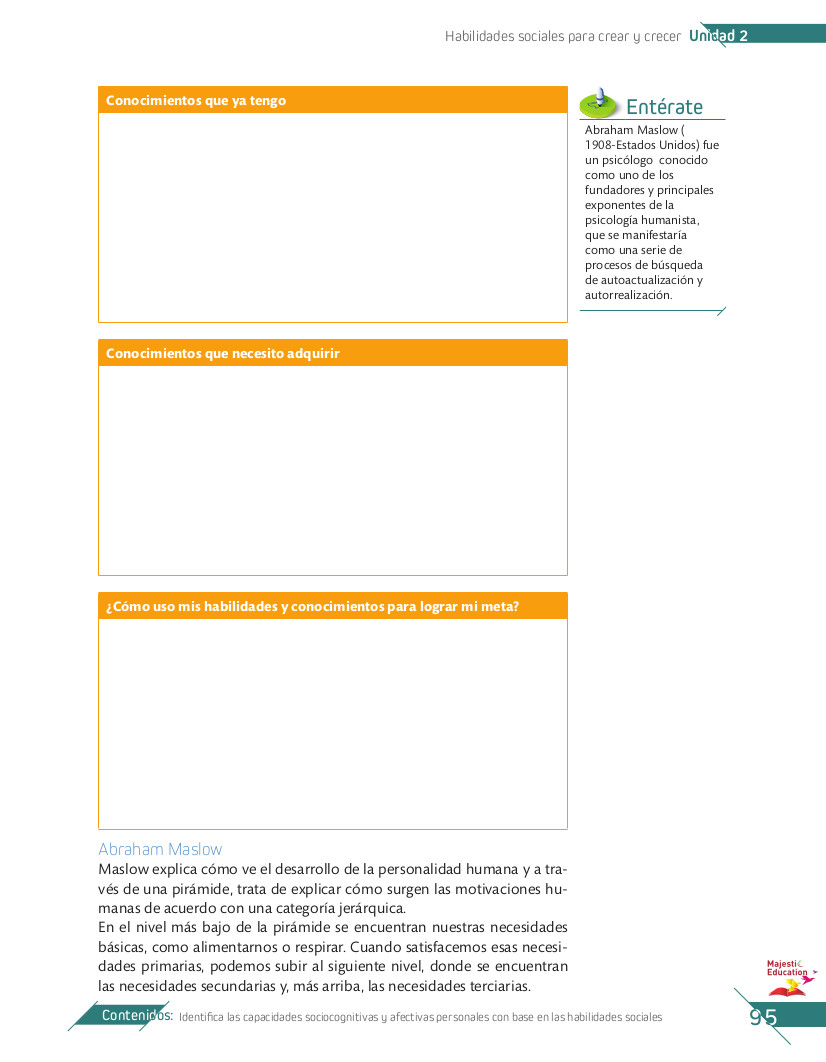 Habilidades sociales para crear y crecer Unidad 2
Conocimientos que ya tengo
Entérate
Abraham Maslow (
1908-Estados Unidos) fue
un psicólogo conocido
como uno de los
fundadores y principales
exponentes de la
psicología humanista,
que se manifestaría
como una serie de
procesos de búsqueda
de autoactualización y
autorrealización.
Conocimientos que necesito adquirir
¿Cómo uso mis habilidades y conocimientos para lograr mi meta?
Abraham Maslow
Maslow explica cómo ve el desarrollo de la personalidad humana y a tra-
vés de una pirámide, trata de explicar cómo surgen las motivaciones hu-
manas de acuerdo con una categoría jerárquica.
En el nivel más bajo de la pirámide se encuentran nuestras necesidades
básicas, como alimentarnos o respirar. Cuando satisfacemos esas necesi-
dades primarias, podemos subir al siguiente nivel, donde se encuentran
las necesidades secundarias y, más arriba, las necesidades terciarias.
Majestic
Education
Contenidos: Identifica las capacidades sociocognitivas y afectivas personales con base en las habilidades sociales
95